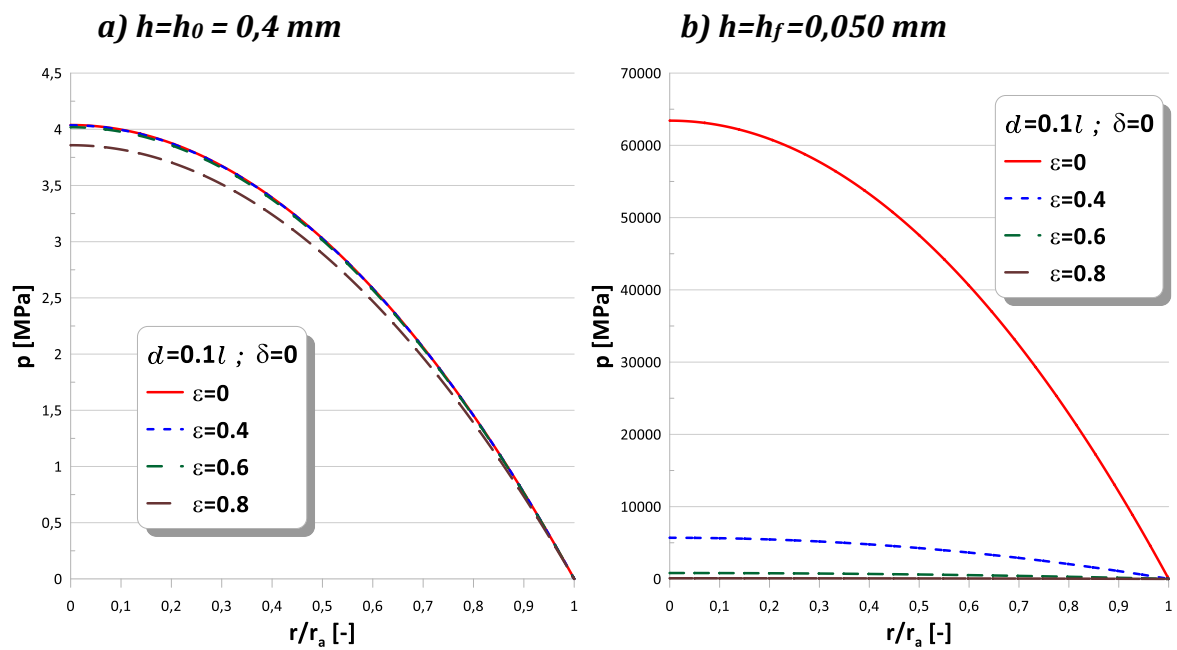 a) h=h₀ = 0,4 mm
4,5
4
3,5
3
2,5
2
1,5
1
0,5
0
p [MPa]
d=0.1l ; δ=0
ε=0
ε=0.4
ε=0.6
ε=0.8
0 0,1 0,2 0,3 0,4 0,5 0,6 0,7 0,8 0,9 1
r/rₐ [-]
b) h=h_f=0,050 mm
70000
60000
50000
40000
30000
20000
10000
0
p [MPa]
d=0.1l ; δ=0
ε=0
ε=0.4
ε=0.6
ε=0.8
0 0,1 0,2 0,3 0,4 0,5 0,6 0,7 0,8 0,9 1
r/rₐ [-]